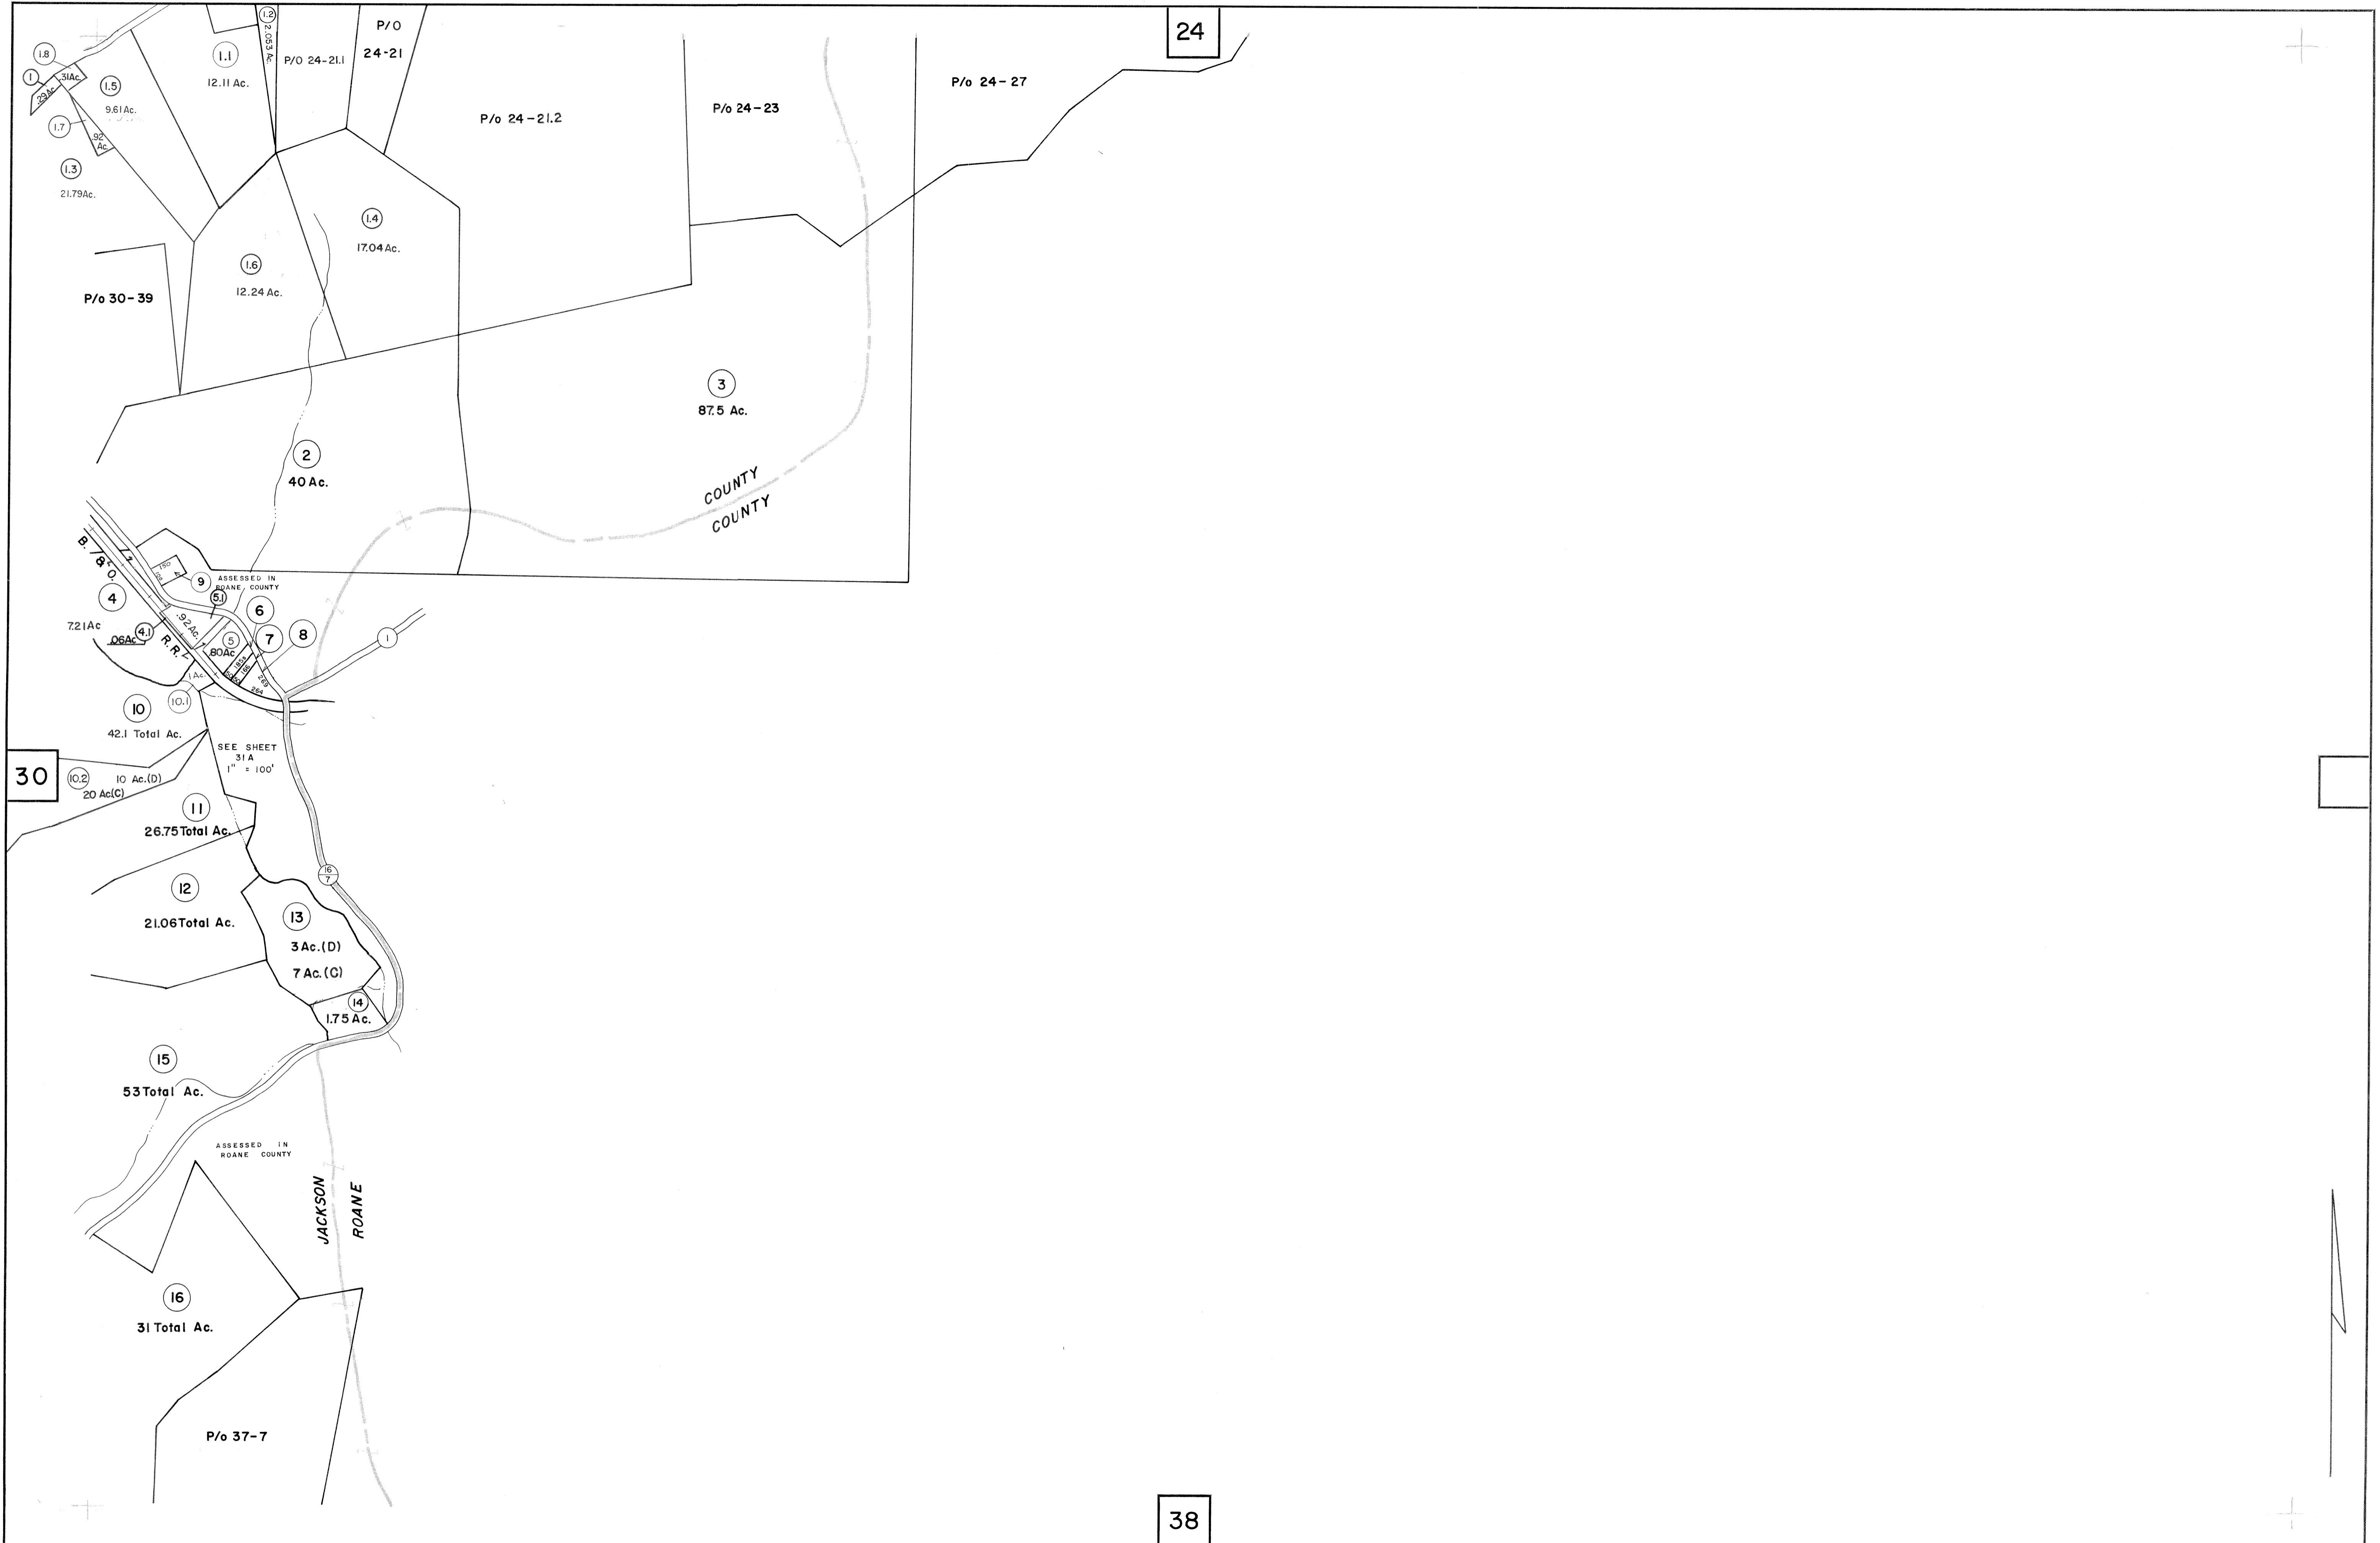 24
1.2
2.053 Ac.
P/O
24-21
P/O 24-21.1
1.1
12.11 Ac.
1.8
.31Ac.
1
.29Ac.
1.5
9.61Ac.
1.7
.92
Ac.
1.3
21.79Ac.
P/o 24-21.2
P/o 24-23
P/o 24-27
1.4
17.04Ac.
1.6
12.24 Ac.
P/o 30-39
3
87.5 Ac.
2
40 Ac.
COUNTY
COUNTY
B. & O.
R.R.
150
9
ASSESSED IN
ROANE COUNTY
4
7.21Ac
4.1
.06Ac
5.1
.92Ac.
6
5
.80Ac
7
8
166
269
264
1
1 Ac.
10.1
10
42.1 Total Ac.
SEE SHEET
31A
1" = 100'
30
10.2
10 Ac.(D)
20 Ac(C)
11
26.75 Total Ac.
16
7
12
21.06 Total Ac.
13
3 Ac.(D)
7 Ac.(C)
14
1.75 Ac.
15
53 Total Ac.
ASSESSED IN
ROANE COUNTY
JACKSON
ROANE
16
31 Total Ac.
P/o 37-7
38